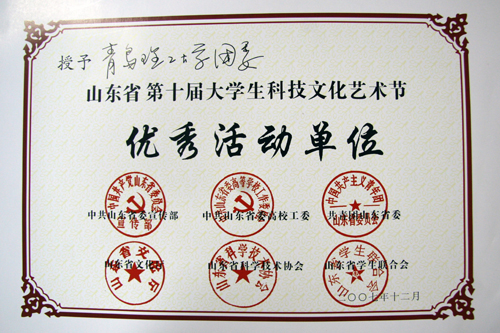 授予 青岛理工大学团委
山东省 第十届大学生科技文化艺术节
优秀活动单位
中共山东省委宣传部 中共山东省委高校工委 共青团山东省委
山东省文化厅 山东省科学技术协会 山东省学生联合会
二〇〇七年十二月